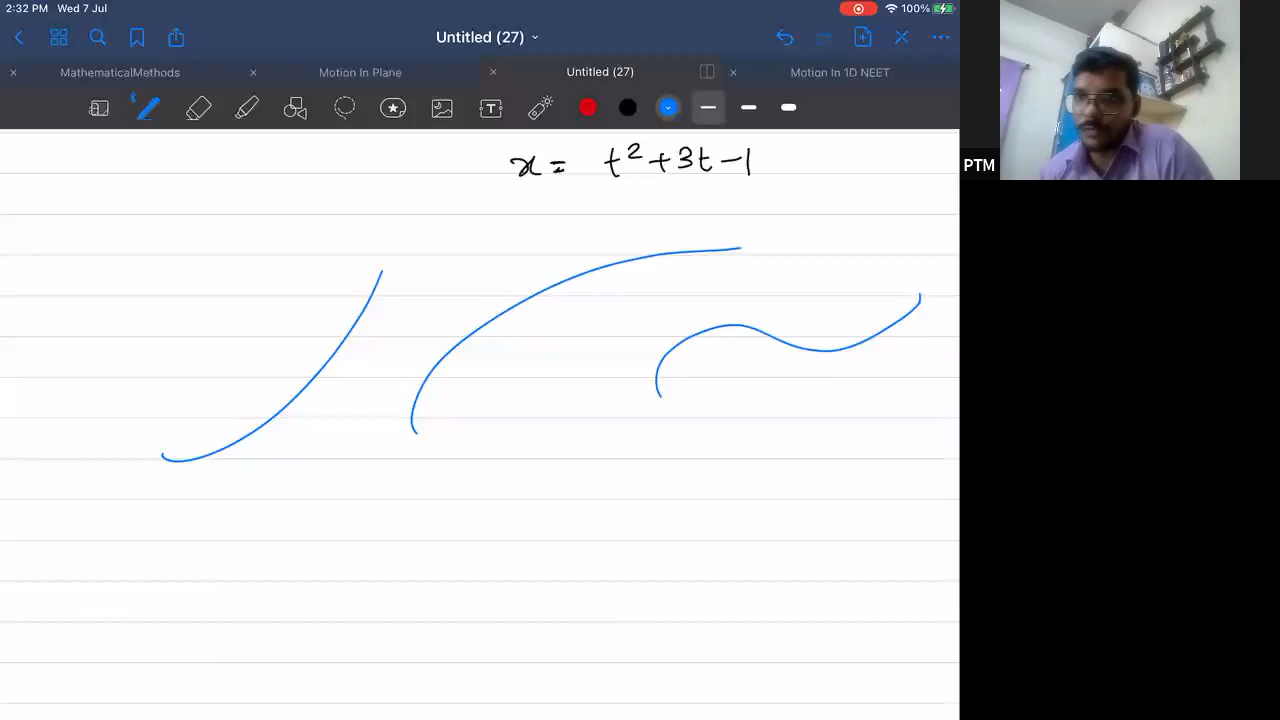 2:32 PM Wed 7 Jul
100%
Untitled (27)
MathematicalMethods
Motion In Plane
Untitled (27)
Motion In 1D NEET
T
x = t²+3t-1
PTM